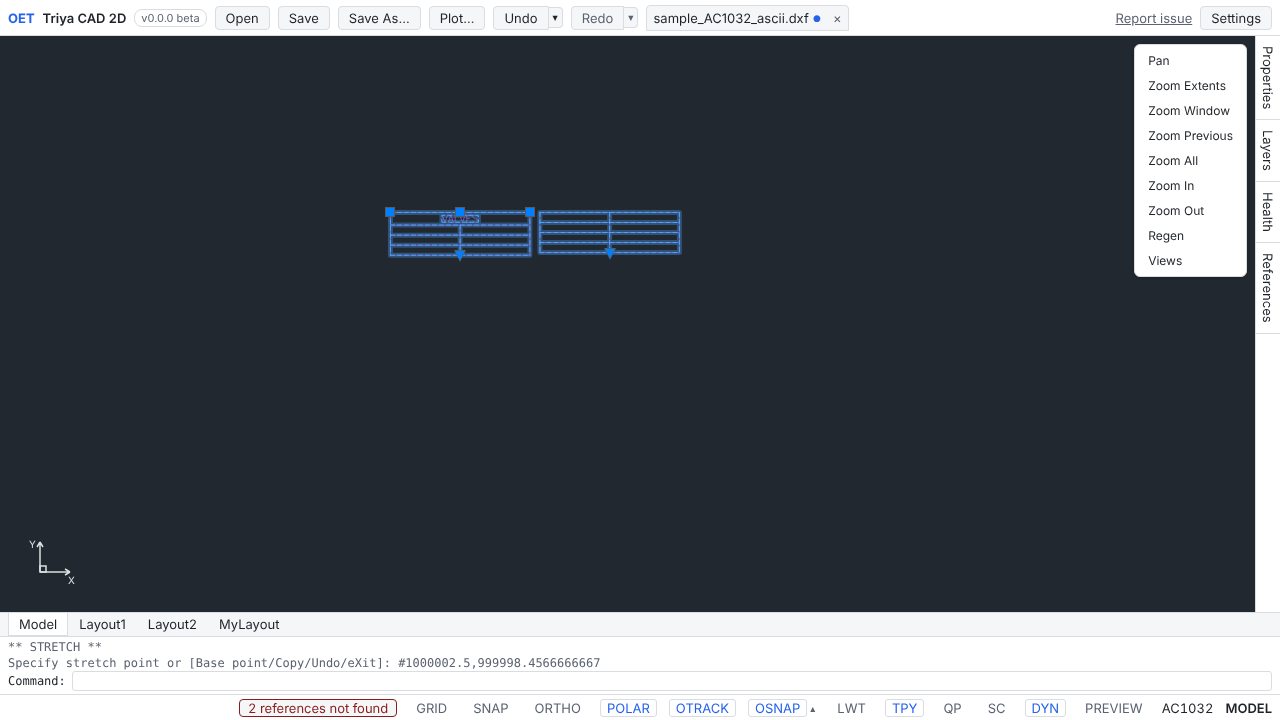 OET Triya CAD 2D v0.0.0 beta Open Save Save As... Plot... Undo ▾ Redo ▾ sample_AC1032_ascii.dxf ● × Report issue Settings
Pan
Zoom Extents
Zoom Window
Zoom Previous
Zoom All
Zoom In
Zoom Out
Regen
Views
Properties
Layers
Health
References
Y
X
Model Layout1 Layout2 MyLayout
** STRETCH **
Specify stretch point or [Base point/Copy/Undo/eXit]: #1000002.5,999998.4566666667
Command:
2 references not found GRID SNAP ORTHO POLAR OTRACK OSNAP ▴ LWT TPY QP SC DYN PREVIEW AC1032 MODEL